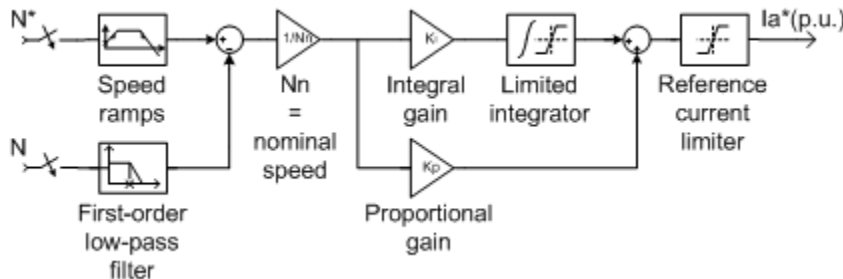 N*
Speed
ramps
+
-
1/Nn
Nn
=
nominal
speed
Ki
Integral
gain
Limited
integrator
+
+
Reference
current
limiter
Ia*(p.u.)
N
First-order
low-pass
filter
Kp
Proportional
gain